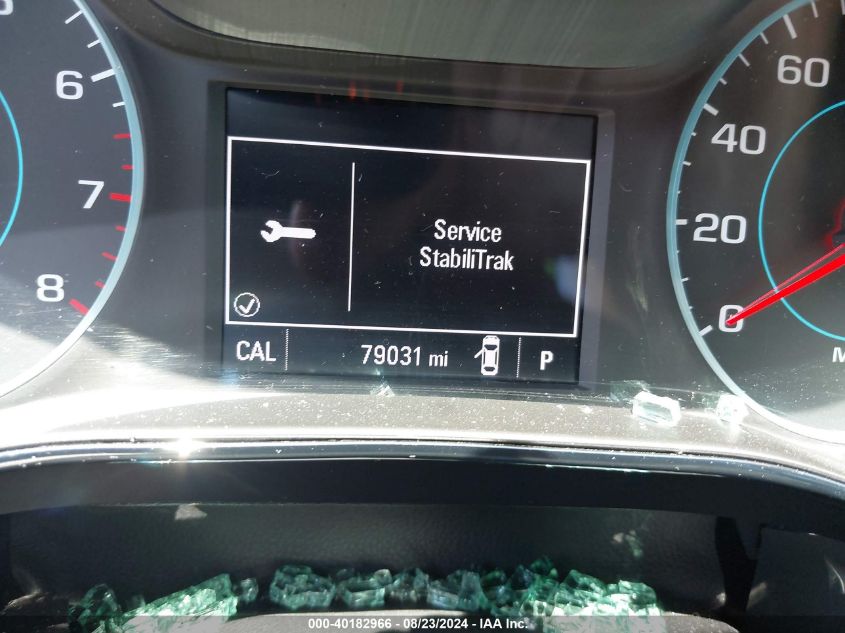 6
7
8
60
40
20
0
M
Service
StabiliTrak
CAL 79031 mi P
000-40182966 - 08/23/2024 - IAA Inc.